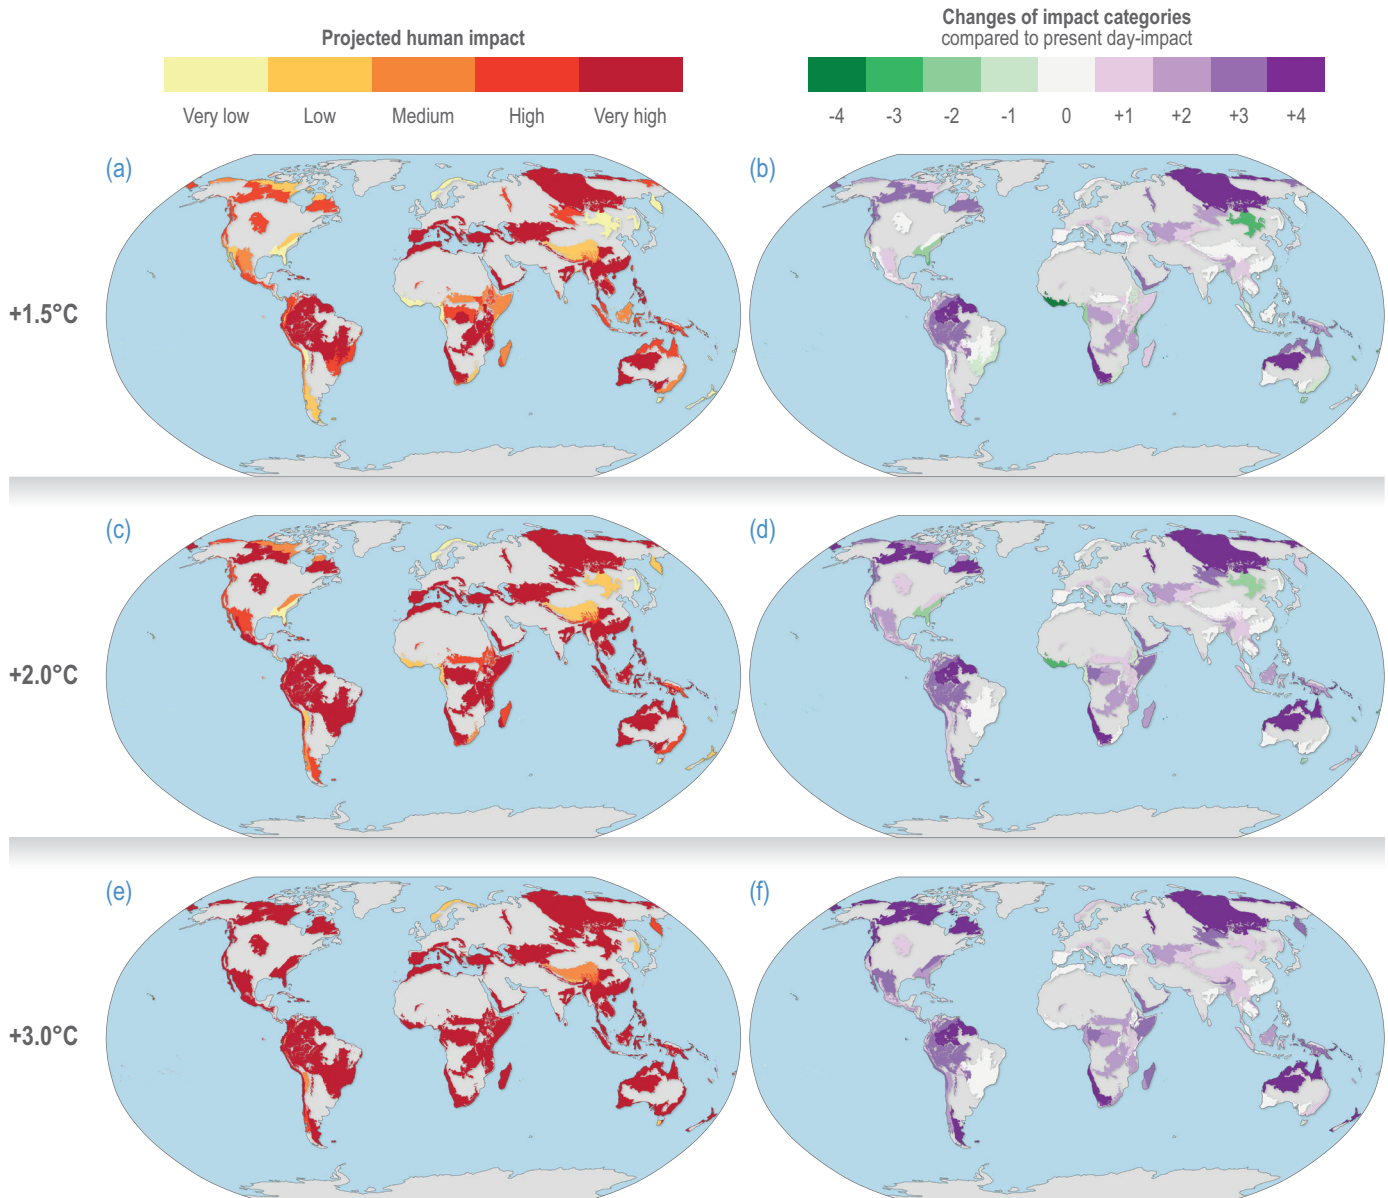 Projected human impact
Very low Low Medium High Very high
Changes of impact categories
compared to present day-impact
-4 -3 -2 -1 0 +1 +2 +3 +4
(a) (b)
+1.5°C
(c) (d)
+2.0°C
(e) (f)
+3.0°C